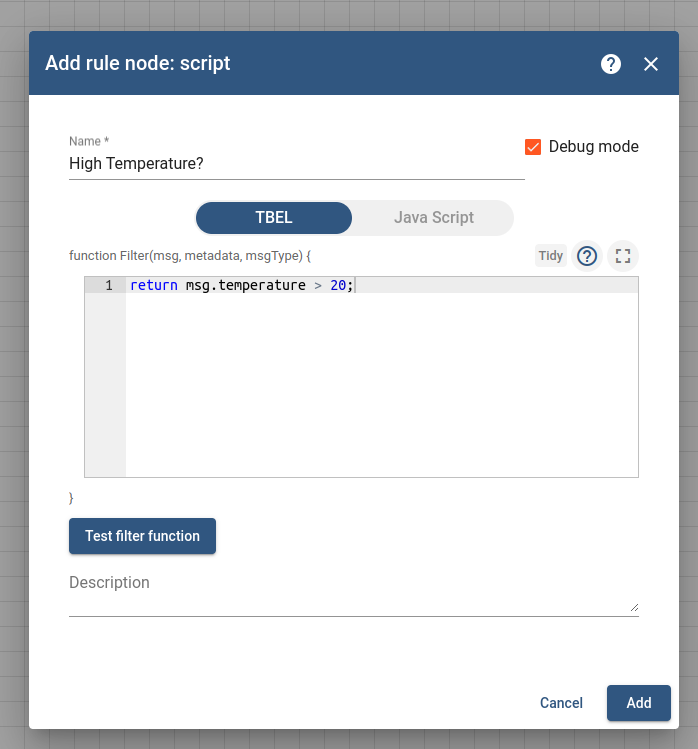 Add rule node: script
Name *
High Temperature?
Debug mode
TBEL
Java Script
function Filter(msg, metadata, msgType) {
Tidy
1 return msg.temperature > 20;
}
Test filter function
Description
Cancel
Add